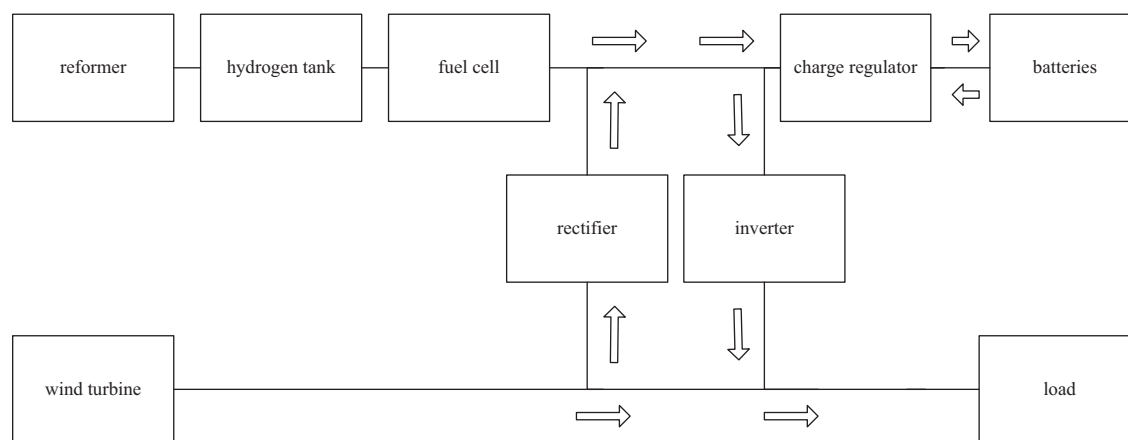 reformer
hydrogen tank
fuel cell
charge regulator
batteries
rectifier
inverter
wind turbine
load